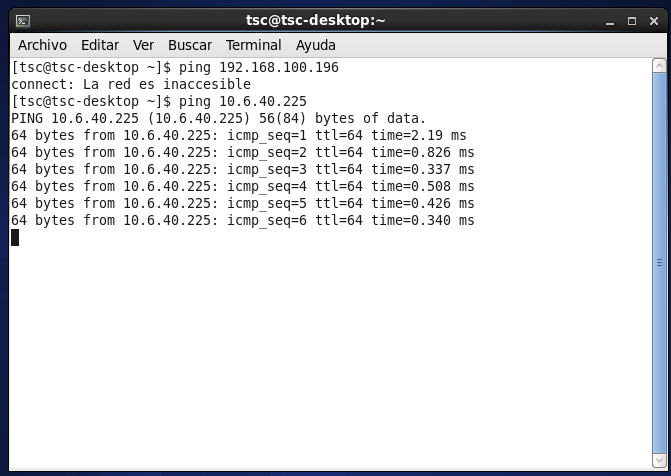 tsc@tsc-desktop:~
Archivo Editar Ver Buscar Terminal Ayuda
[tsc@tsc-desktop ~]$ ping 192.168.100.196
connect: La red es inaccesible
[tsc@tsc-desktop ~]$ ping 10.6.40.225
PING 10.6.40.225 (10.6.40.225) 56(84) bytes of data.
64 bytes from 10.6.40.225: icmp_seq=1 ttl=64 time=2.19 ms
64 bytes from 10.6.40.225: icmp_seq=2 ttl=64 time=0.826 ms
64 bytes from 10.6.40.225: icmp_seq=3 ttl=64 time=0.337 ms
64 bytes from 10.6.40.225: icmp_seq=4 ttl=64 time=0.508 ms
64 bytes from 10.6.40.225: icmp_seq=5 ttl=64 time=0.426 ms
64 bytes from 10.6.40.225: icmp_seq=6 ttl=64 time=0.340 ms